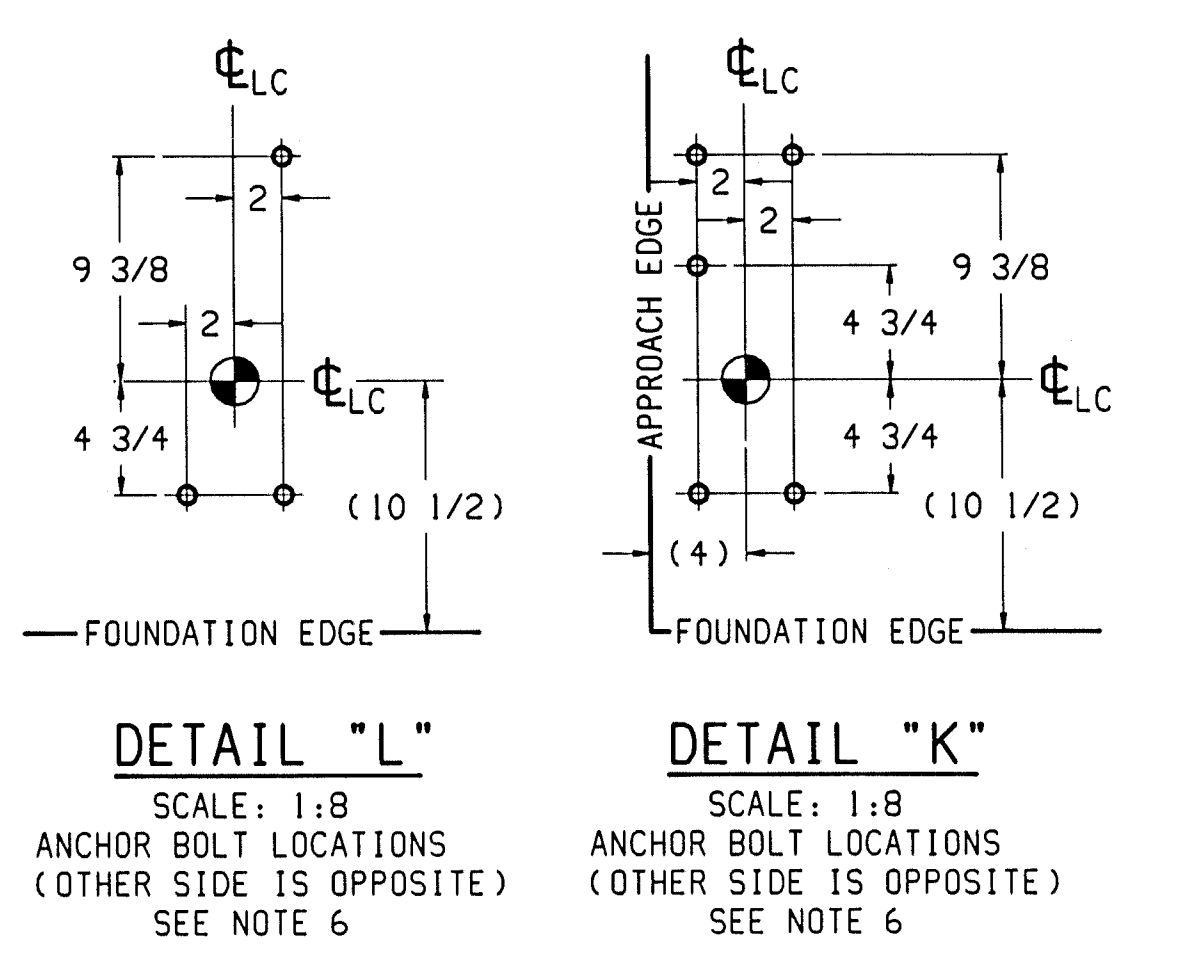 ℄LC
2
9 3/8
2
℄LC
4 3/4
(10 1/2)
FOUNDATION EDGE
DETAIL "L"
SCALE: 1:8
ANCHOR BOLT LOCATIONS
(OTHER SIDE IS OPPOSITE)
SEE NOTE 6
℄LC
2
2
APPROACH EDGE
9 3/8
4 3/4
℄LC
4 3/4
(10 1/2)
(4)
FOUNDATION EDGE
DETAIL "K"
SCALE: 1:8
ANCHOR BOLT LOCATIONS
(OTHER SIDE IS OPPOSITE)
SEE NOTE 6